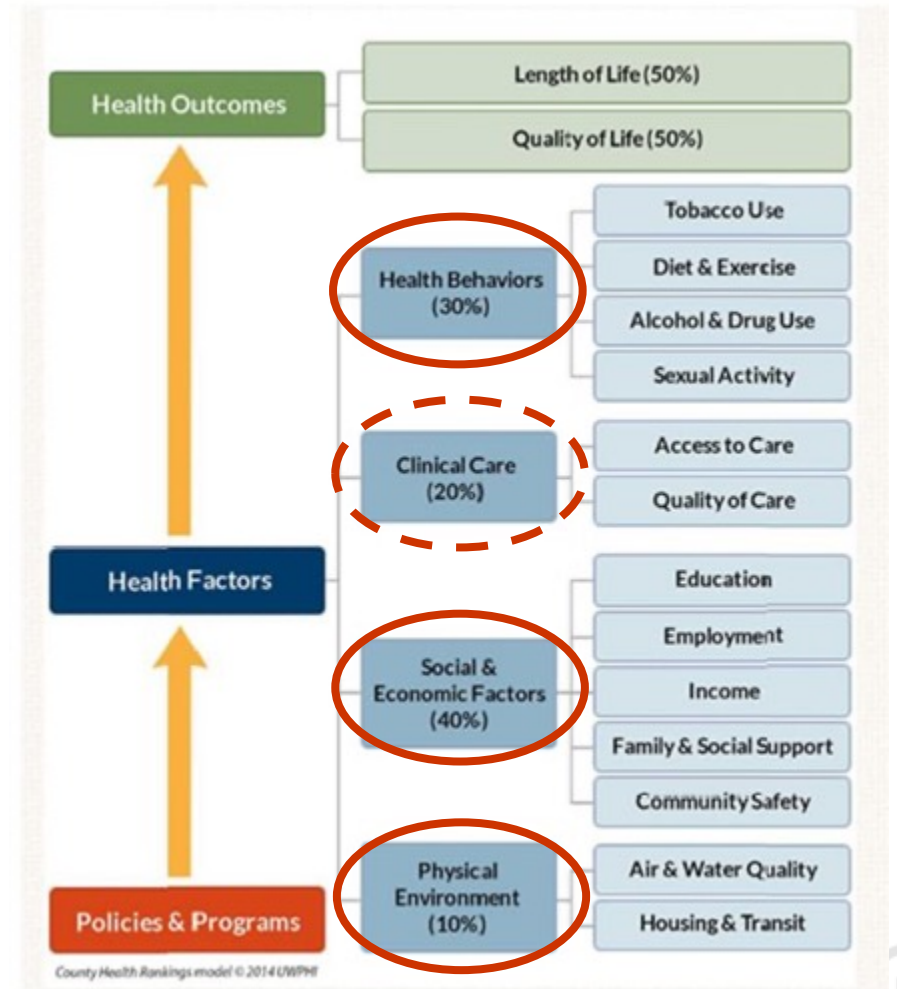 Health Outcomes
Length of Life (50%)
Quality of Life (50%)
Health Behaviors
(30%)
Tobacco Use
Diet & Exercise
Alcohol & Drug Use
Sexual Activity
Clinical Care
(20%)
Access to Care
Quality of Care
Health Factors
Social &
Economic Factors
(40%)
Education
Employment
Income
Family & Social Support
Community Safety
Physical
Environment
(10%)
Air & Water Quality
Housing & Transit
Policies & Programs
County Health Rankings model © 2014 UWPHI